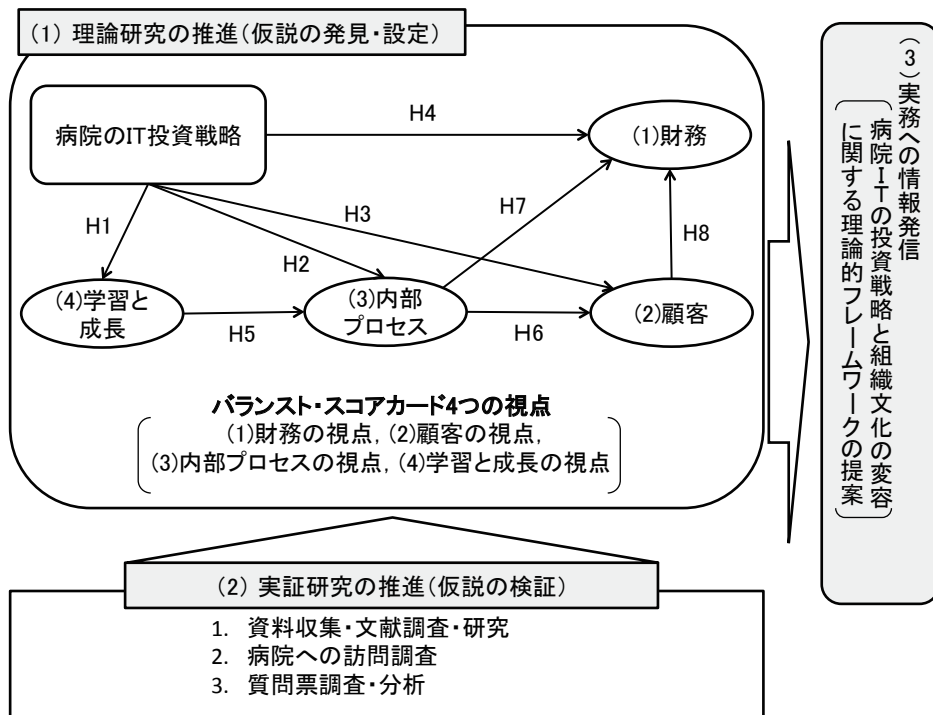 (1) 理論研究の推進(仮説の発見・設定)
病院のIT投資戦略
H4
(1)財務
H1
H2
H3
H7
H8
(4)学習と
成長
H5
(3)内部
プロセス
H6
(2)顧客
バランスト・スコアカード4つの視点
(1)財務の視点, (2)顧客の視点,
(3)内部プロセスの視点, (4)学習と成長の視点
(2) 実証研究の推進(仮説の検証)
1. 資料収集・文献調査・研究
2. 病院への訪問調査
3. 質問票調査・分析
(3)実務への情報発信
病院ITの投資戦略と組織文化の変容
に関する理論的フレームワークの提案